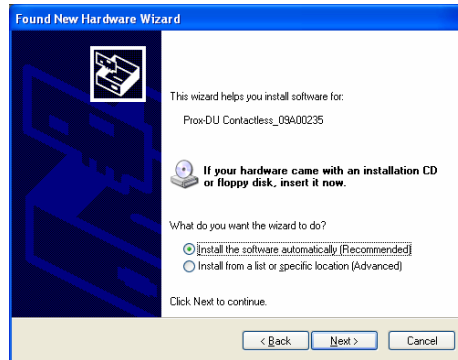 Found New Hardware Wizard
This wizard helps you install software for:
Prox-DU Contactless_09A00235
If your hardware came with an installation CD
or floppy disk, insert it now.
What do you want the wizard to do?
Install the software automatically (Recommended)
Install from a list or specific location (Advanced)
Click Next to continue.
< Back Next > Cancel